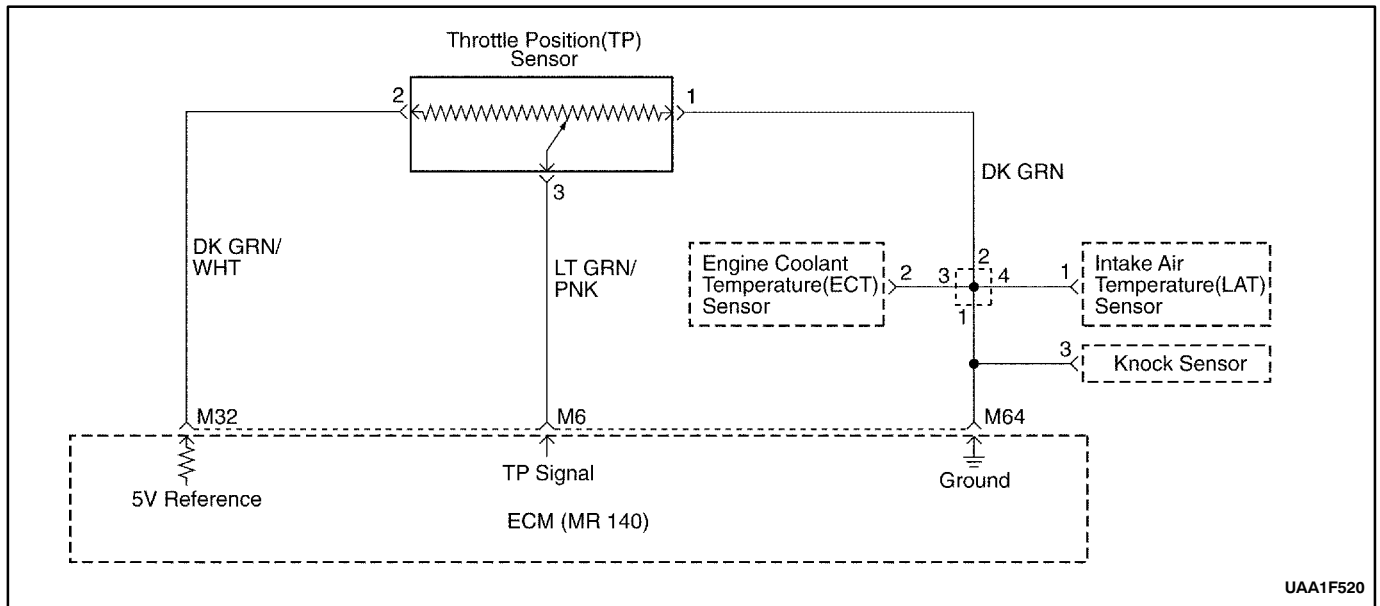 Throttle Position(TP)
Sensor
2
1
3
DK GRN/
WHT
LT GRN/
PNK
DK GRN
Engine Coolant
Temperature(ECT)
Sensor
2
3
2
4
1
1
Intake Air
Temperature(LAT)
Sensor
3
Knock Sensor
M32
M6
M64
5V Reference
TP Signal
Ground
ECM (MR 140)
UAA1F520